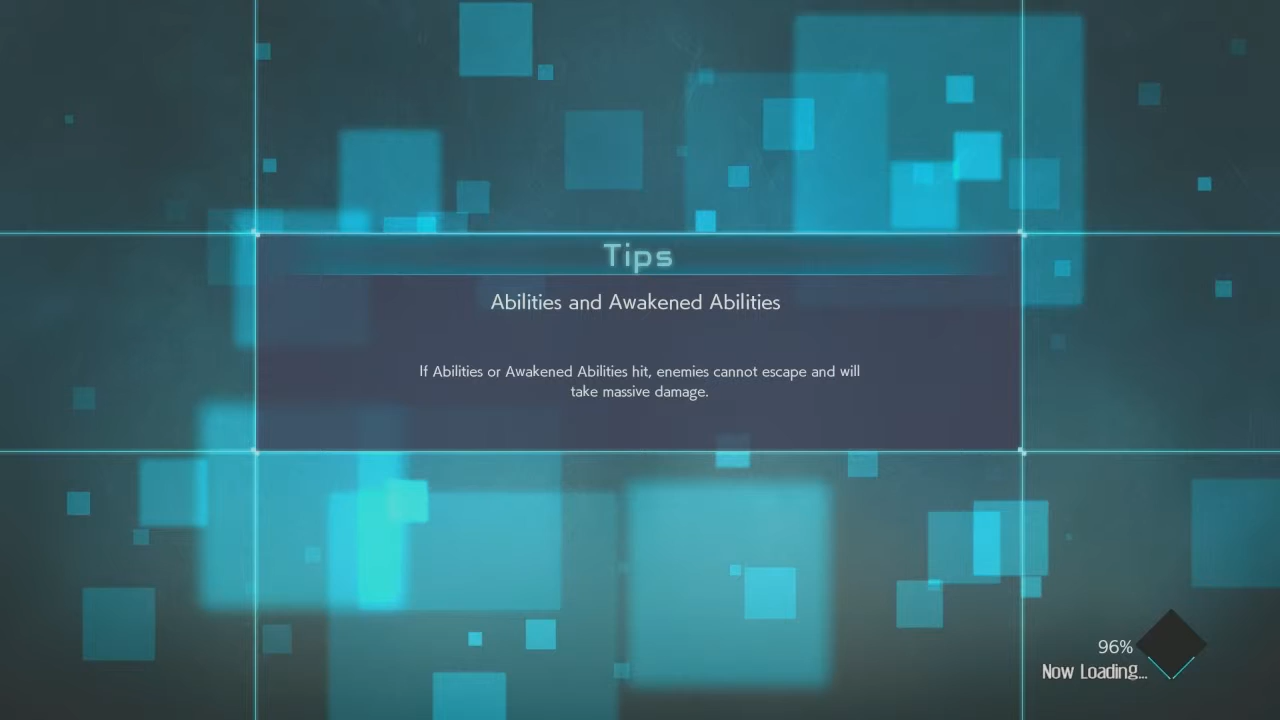 Tips
Abilities and Awakened Abilities
If Abilities or Awakened Abilities hit, enemies cannot escape and will
take massive damage.
96%
Now Loading...